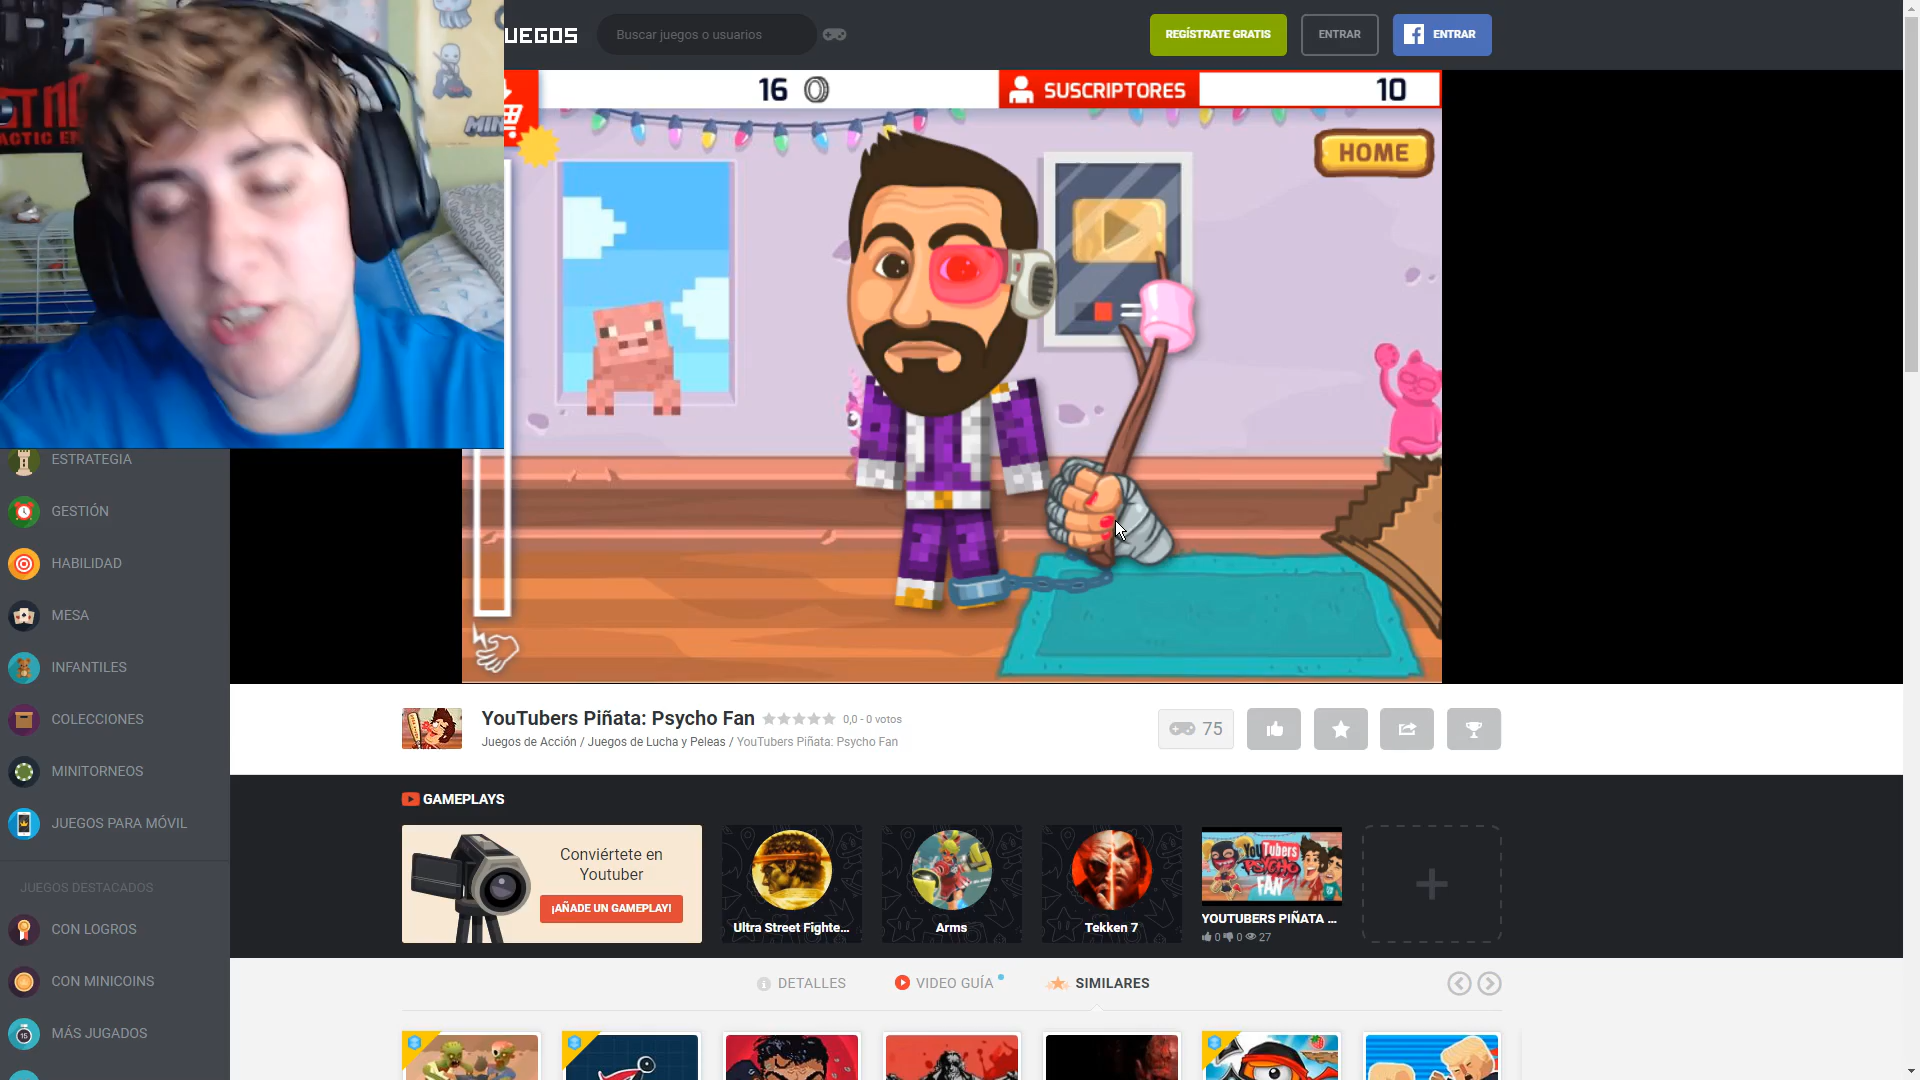 UEGOS
Buscar juegos o usuarios
REGÍSTRATE GRATIS
ENTRAR
ENTRAR
16
SUSCRIPTORES
10
HOME
ACTIC EN
MIN
ESTRATEGIA
GESTIÓN
HABILIDAD
MESA
INFANTILES
COLECCIONES
MINITORNEOS
JUEGOS PARA MÓVIL
JUEGOS DESTACADOS
CON LOGROS
CON MINICOINS
MÁS JUGADOS
YouTubers Piñata: Psycho Fan
0,0 - 0 votos
Juegos de Acción / Juegos de Lucha y Peleas / YouTubers Piñata: Psycho Fan
75
GAMEPLAYS
Conviértete en
Youtuber
¡AÑADE UN GAMEPLAY!
Ultra Street Fighte...
Arms
Tekken 7
YouTubers
PSYCHO
FAN
YOUTUBERS PIÑATA ...
0 0 27
DETALLES
VIDEO GUÍA
SIMILARES